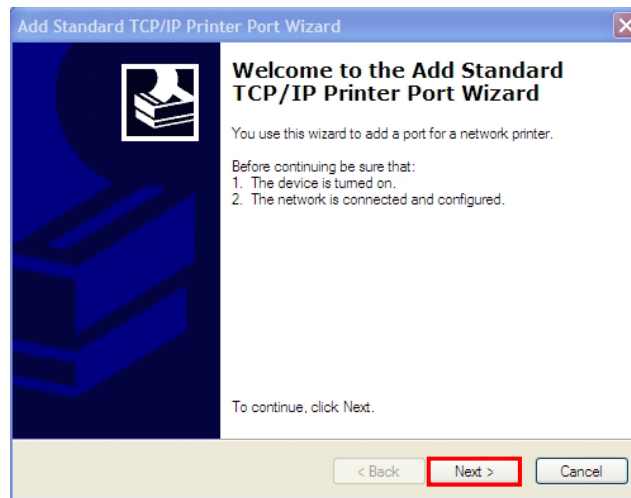 Add Standard TCP/IP Printer Port Wizard
Welcome to the Add Standard
TCP/IP Printer Port Wizard
You use this wizard to add a port for a network printer.
Before continuing be sure that:
1. The device is turned on.
2. The network is connected and configured.
To continue, click Next.
< Back
Next >
Cancel